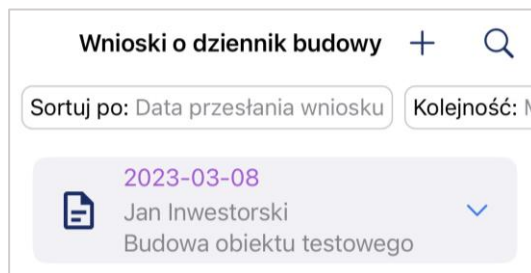 Wnioski o dziennik budowy
Sortuj po: Data przesłania wniosku Kolejność:
2023-03-08
Jan Inwestorski
Budowa obiektu testowego